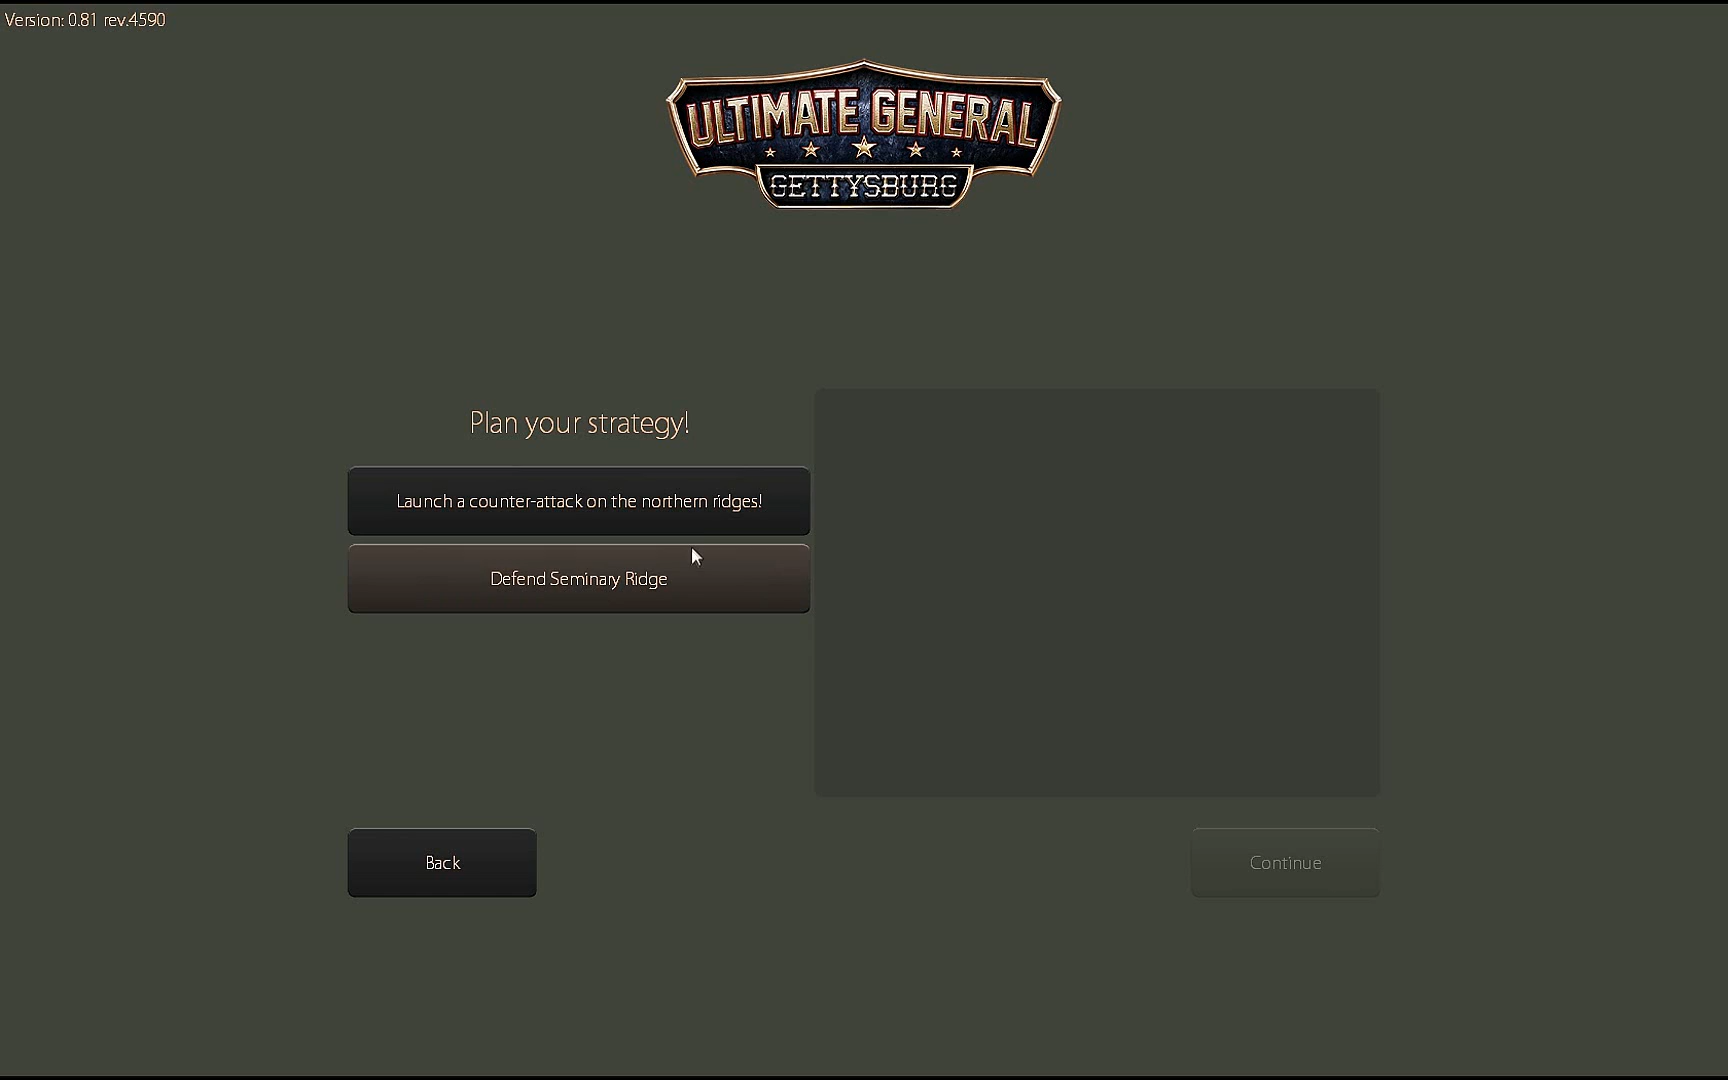 Version: 0.81 rev.4590
ULTIMATE GENERAL
GETTYSBURG
Plan your strategy!
Launch a counter-attack on the northern ridges!
Defend Seminary Ridge
Back
Continue